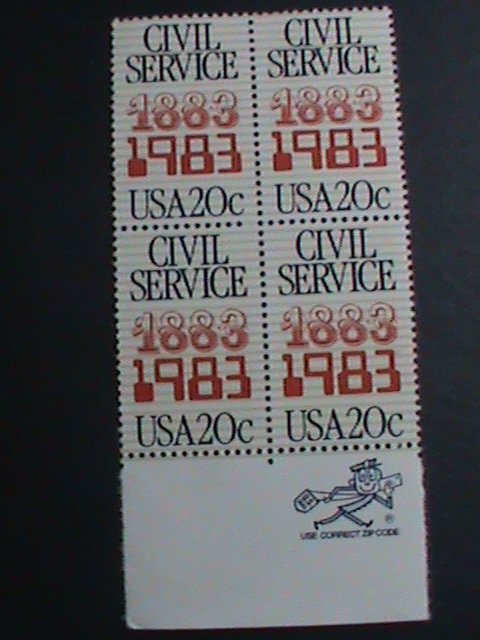 CIVIL
SERVICE
1883
1983
USA20c
CIVIL
SERVICE
1883
1983
USA20c
CIVIL
SERVICE
1883
1983
USA20c
CIVIL
SERVICE
1883
1983
USA20c
®
USE CORRECT ZIP CODE